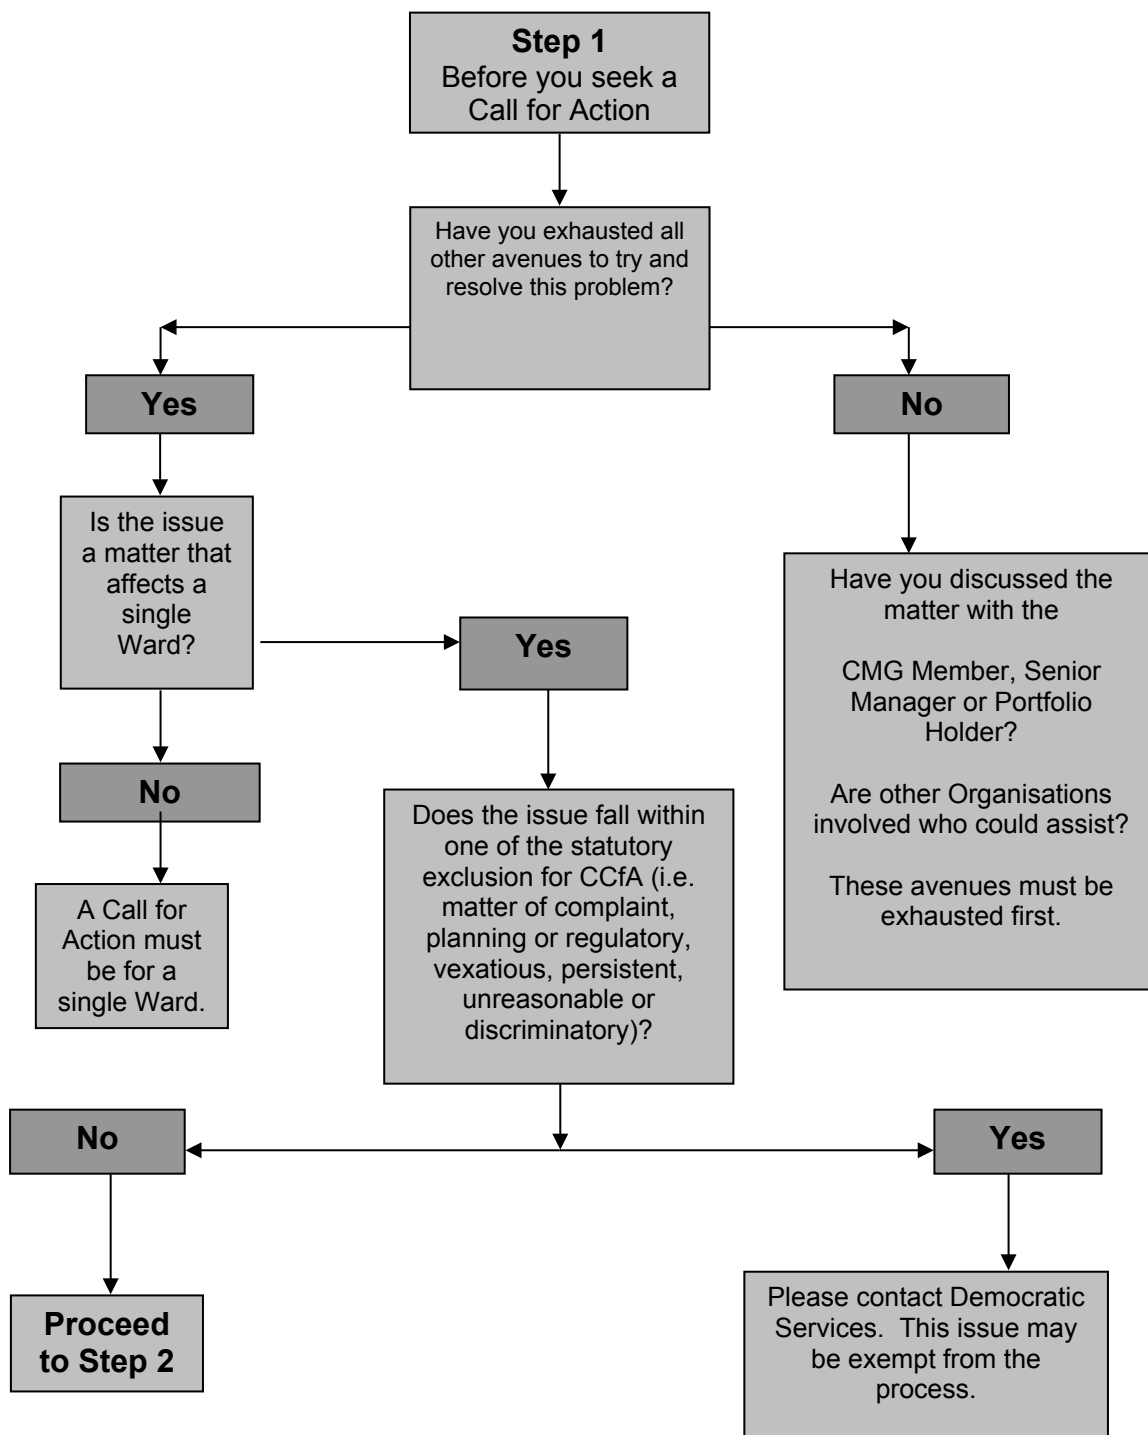 Step 1
Before you seek a
Call for Action
Have you exhausted all
other avenues to try and
resolve this problem?
Yes
No
Is the issue
a matter that
affects a
single
Ward?
Yes
Have you discussed the
matter with the
CMG Member, Senior
Manager or Portfolio
Holder?
Are other Organisations
involved who could assist?
These avenues must be
exhausted first.
No
A Call for
Action must
be for a
single Ward.
Does the issue fall within
one of the statutory
exclusion for CCfA (i.e.
matter of complaint,
planning or regulatory,
vexatious, persistent,
unreasonable or
discriminatory)?
No
Yes
Proceed
to Step 2
Please contact Democratic
Services.  This issue may
be exempt from the
process.